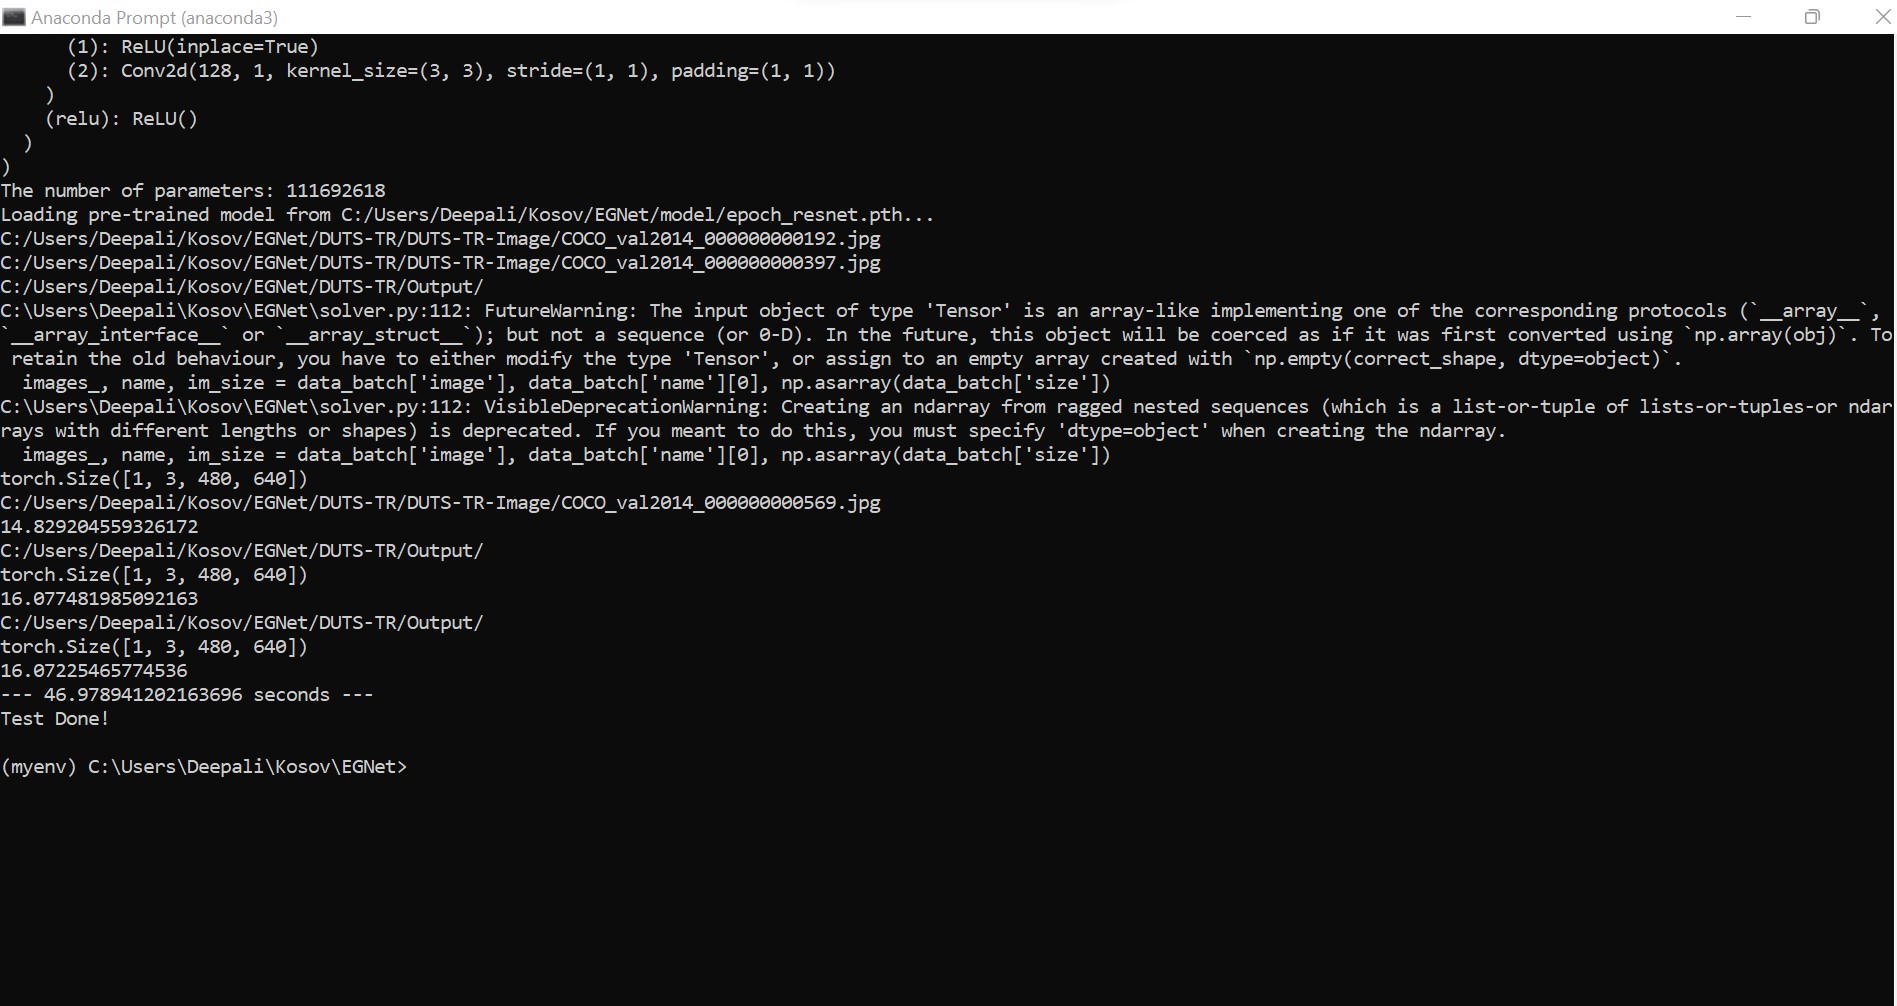 Anaconda Prompt (anaconda3)
(1): ReLU(inplace=True)
(2): Conv2d(128, 1, kernel_size=(3, 3), stride=(1, 1), padding=(1, 1))
)
(relu): ReLU()
)
)
The number of parameters: 111692618
Loading pre-trained model from C:/Users/Deepali/Kosov/EGNet/model/epoch_resnet.pth...
C:/Users/Deepali/Kosov/EGNet/DUTS-TR/DUTS-TR-Image/COCO_val2014_000000000192.jpg
C:/Users/Deepali/Kosov/EGNet/DUTS-TR/DUTS-TR-Image/COCO_val2014_000000000397.jpg
C:/Users/Deepali/Kosov/EGNet/DUTS-TR/Output/
C:\Users\Deepali\Kosov\EGNet\solver.py:112: FutureWarning: The input object of type 'Tensor' is an array-like implementing one of the corresponding protocols (`__array__`,
`__array_interface__` or `__array_struct__`); but not a sequence (or 0-D). In the future, this object will be coerced as if it was first converted using `np.array(obj)`. To
retain the old behaviour, you have to either modify the type 'Tensor', or assign to an empty array created with `np.empty(correct_shape, dtype=object)`.
images_, name, im_size = data_batch['image'], data_batch['name'][0], np.asarray(data_batch['size'])
C:\Users\Deepali\Kosov\EGNet\solver.py:112: VisibleDeprecationWarning: Creating an ndarray from ragged nested sequences (which is a list-or-tuple of lists-or-tuples-or ndar
rays with different lengths or shapes) is deprecated. If you meant to do this, you must specify 'dtype=object' when creating the ndarray.
images_, name, im_size = data_batch['image'], data_batch['name'][0], np.asarray(data_batch['size'])
torch.Size([1, 3, 480, 640])
C:/Users/Deepali/Kosov/EGNet/DUTS-TR/DUTS-TR-Image/COCO_val2014_000000000569.jpg
14.829204559326172
C:/Users/Deepali/Kosov/EGNet/DUTS-TR/Output/
torch.Size([1, 3, 480, 640])
16.077481985092163
C:/Users/Deepali/Kosov/EGNet/DUTS-TR/Output/
torch.Size([1, 3, 480, 640])
16.07225465774536
--- 46.978941202163696 seconds ---
Test Done!
(myenv) C:\Users\Deepali\Kosov\EGNet>